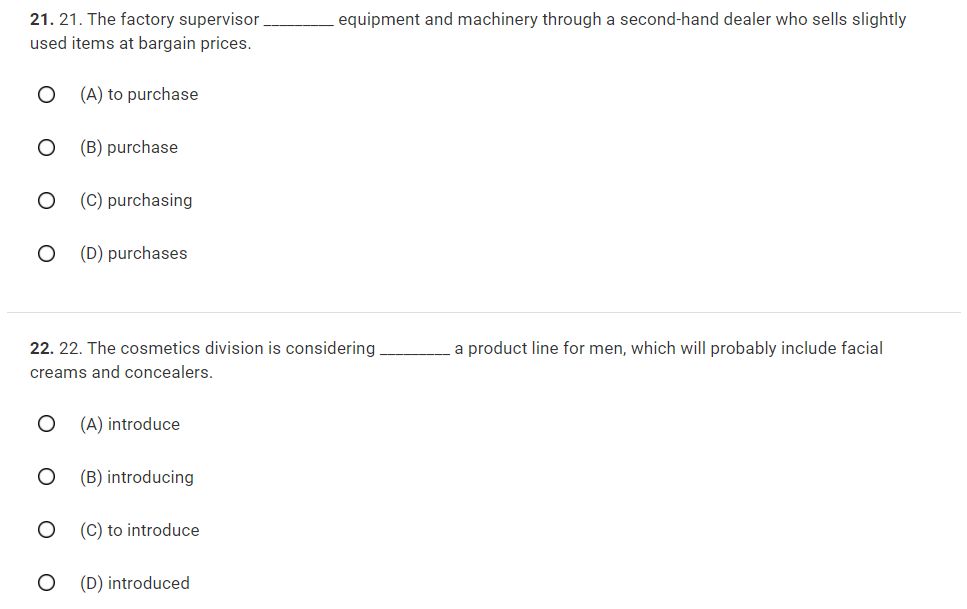 21. 21. The factory supervisor _________ equipment and machinery through a second-hand dealer who sells slightly
used items at bargain prices.
(A) to purchase
(B) purchase
(C) purchasing
(D) purchases
22. 22. The cosmetics division is considering _________ a product line for men, which will probably include facial
creams and concealers.
(A) introduce
(B) introducing
(C) to introduce
(D) introduced